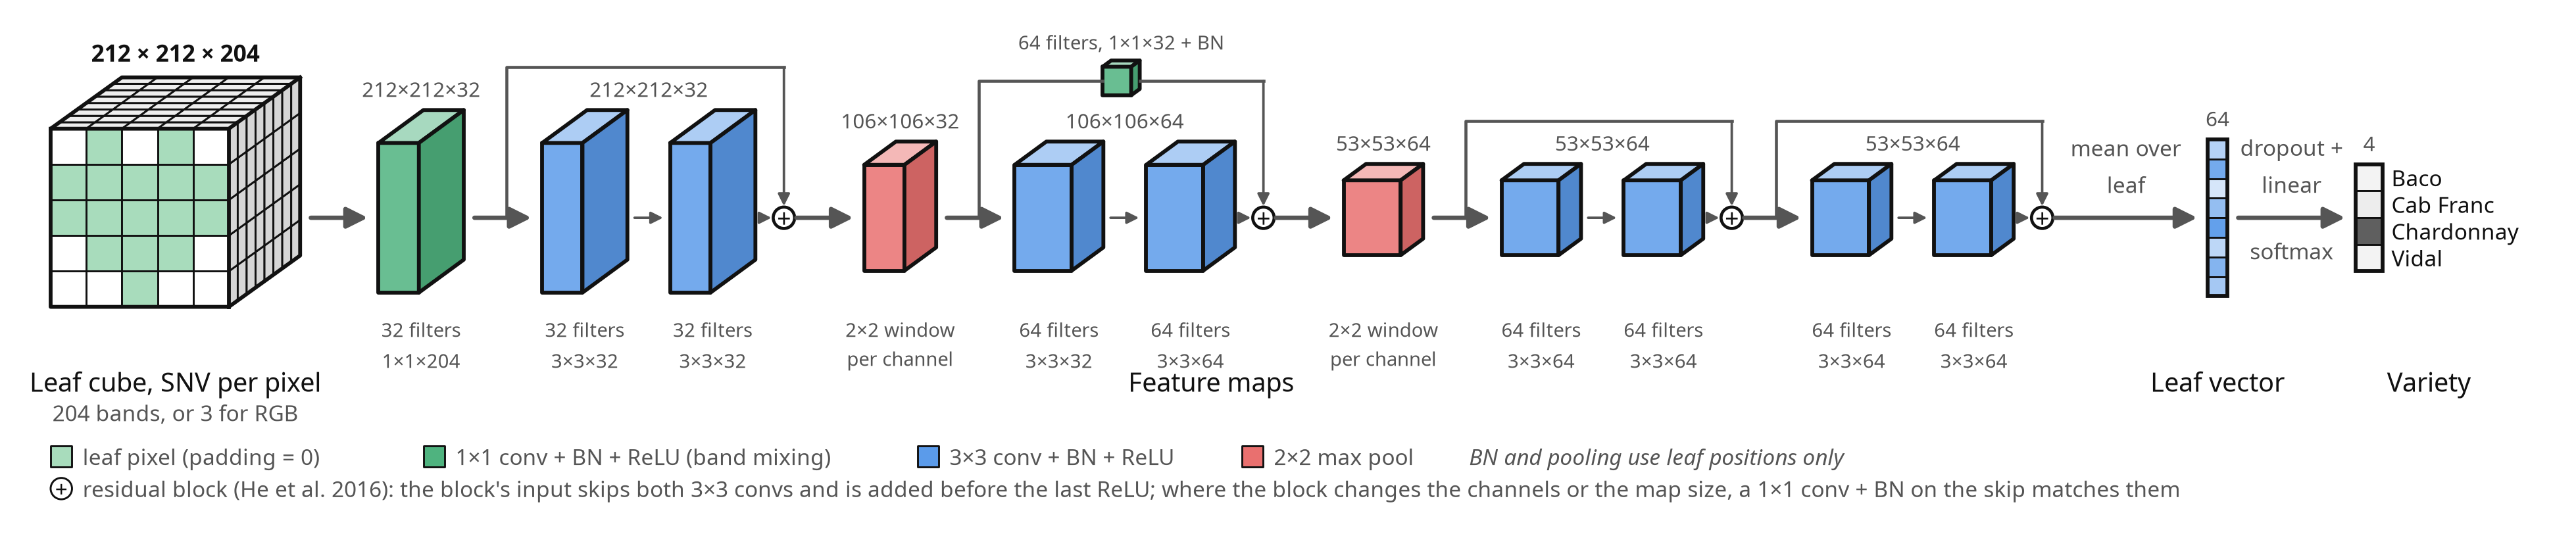 212 × 212 × 204
212×212×32
212×212×32
106×106×32
64 filters, 1×1×32 + BN
106×106×64
53×53×64
53×53×64
53×53×64
mean over
leaf
64
dropout +
linear
softmax
4
Baco
Cab Franc
Chardonnay
Vidal
32 filters
1×1×204
32 filters
3×3×32
32 filters
3×3×32
2×2 window
per channel
64 filters
3×3×32
64 filters
3×3×64
2×2 window
per channel
64 filters
3×3×64
64 filters
3×3×64
64 filters
3×3×64
64 filters
3×3×64
Leaf cube, SNV per pixel
204 bands, or 3 for RGB
Feature maps
Leaf vector
Variety
leaf pixel (padding = 0)
1×1 conv + BN + ReLU (band mixing)
3×3 conv + BN + ReLU
2×2 max pool
BN and pooling use leaf positions only
residual block (He et al. 2016): the block's input skips both 3×3 convs and is added before the last ReLU; where the block changes the channels or the map size, a 1×1 conv + BN on the skip matches them